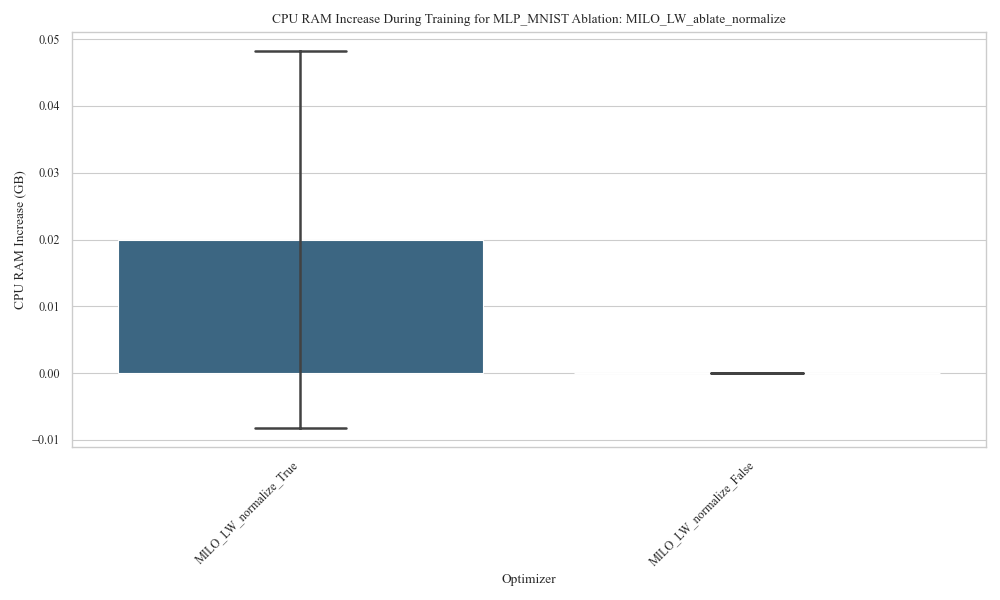 CPU RAM Increase During Training for MLP_MNIST Ablation: MILO_LW_ablate_normalize
CPU RAM Increase (GB)
0.05
0.04
0.03
0.02
0.01
0.00
−0.01
MILO_LW_normalize_True
MILO_LW_normalize_False
Optimizer